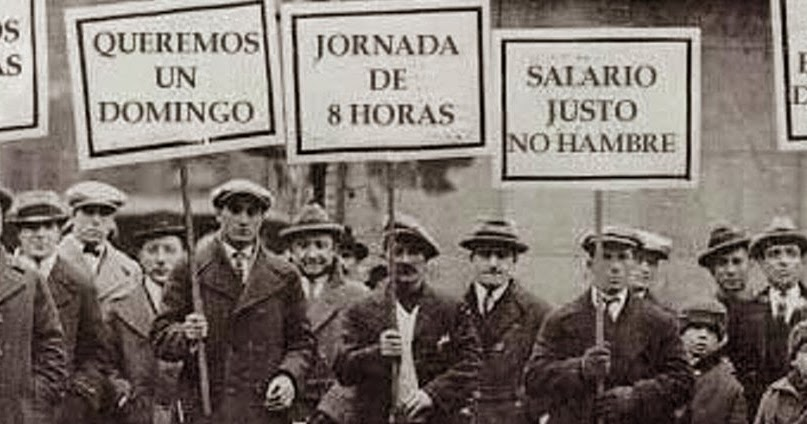 QUEREMOS
UN
DOMINGO
JORNADA
DE
8 HORAS
SALARIO
JUSTO
NO HAMBRE